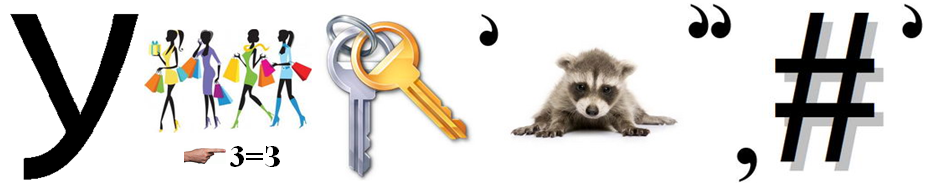 y ’ ’’ , # ’
3=3